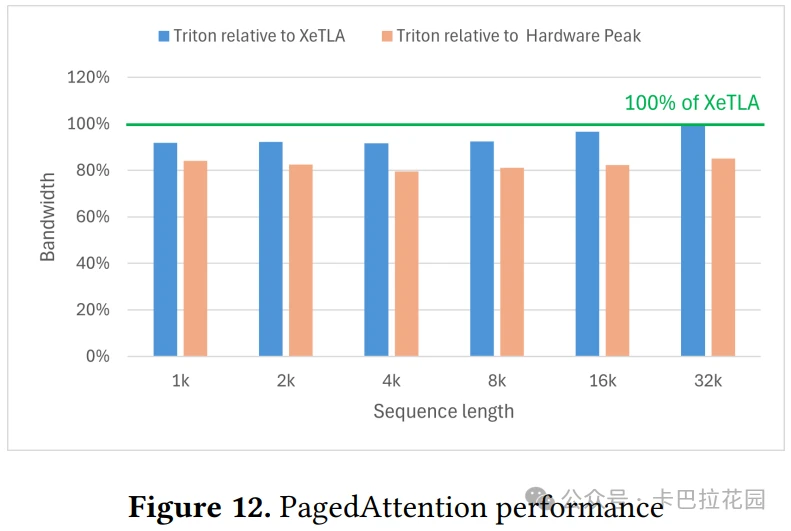 Triton relative to XeTLA Triton relative to Hardware Peak
120%
100% of XeTLA
100%
80%
60%
40%
20%
0%
Bandwidth
1k 2k 4k 8k 16k 32k
Sequence length
Figure 12. PagedAttention performance
公众号 · 卡巴拉花园